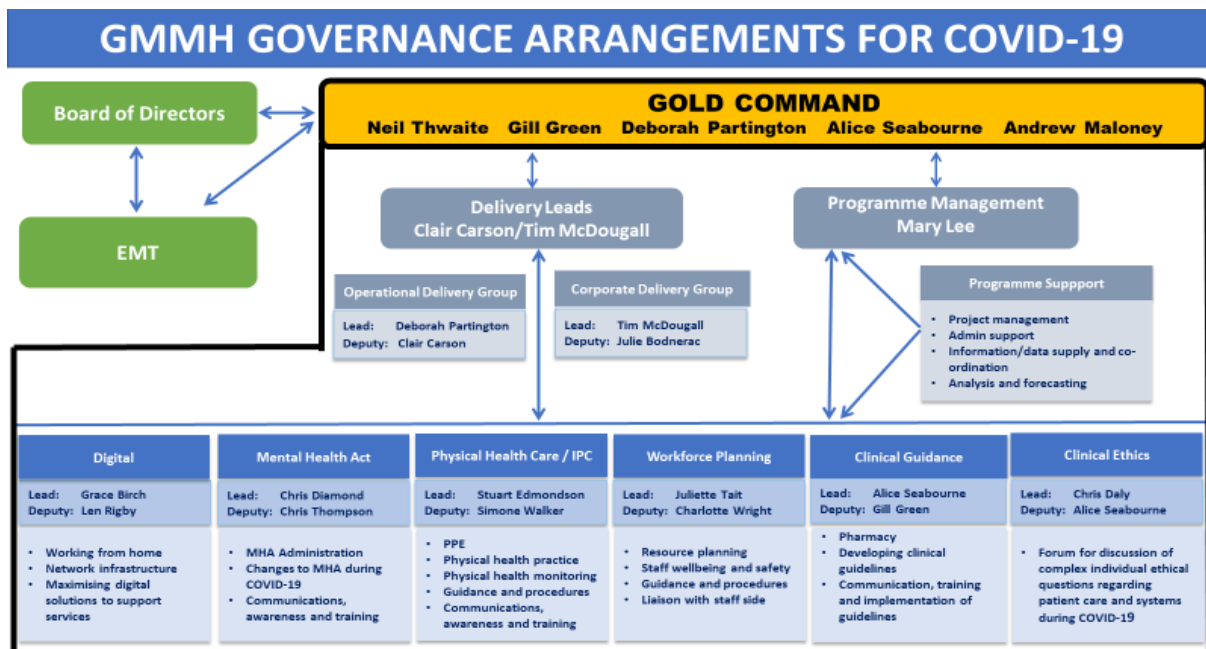 GMMH GOVERNANCE ARRANGEMENTS FOR COVID-19
Board of Directors
EMT
GOLD COMMAND
Neil Thwaite Gill Green Deborah Partington Alice Seabourne Andrew Maloney
Delivery Leads
Clair Carson/Tim McDougall
Programme Management
Mary Lee
Operational Delivery Group
Lead: Deborah Partington
Deputy: Clair Carson
Corporate Delivery Group
Lead: Tim McDougall
Deputy: Julie Bodnerac
Programme Suppport
• Project management
• Admin support
• Information/data supply and co-
ordination
• Analysis and forecasting
Digital
Lead: Grace Birch
Deputy: Len Rigby
• Working from home
• Network infrastructure
• Maximising digital
solutions to support
services
Mental Health Act
Lead: Chris Diamond
Deputy: Chris Thompson
• MHA Administration
• Changes to MHA during
COVID-19
• Communications,
awareness and training
Physical Health Care / IPC
Lead: Stuart Edmondson
Deputy: Simone Walker
• PPE
• Physical health practice
• Physical health monitoring
• Guidance and procedures
• Communications,
awareness and training
Workforce Planning
Lead: Juliette Tait
Deputy: Charlotte Wright
• Resource planning
• Staff wellbeing and safety
• Guidance and procedures
• Liaison with staff side
Clinical Guidance
Lead: Alice Seabourne
Deputy: Gill Green
• Pharmacy
• Developing clinical
guidelines
• Communication, training
and implementation of
guidelines
Clinical Ethics
Lead: Chris Daly
Deputy: Alice Seabourne
• Forum for discussion of
complex individual ethical
questions regarding
patient care and systems
during COVID-19